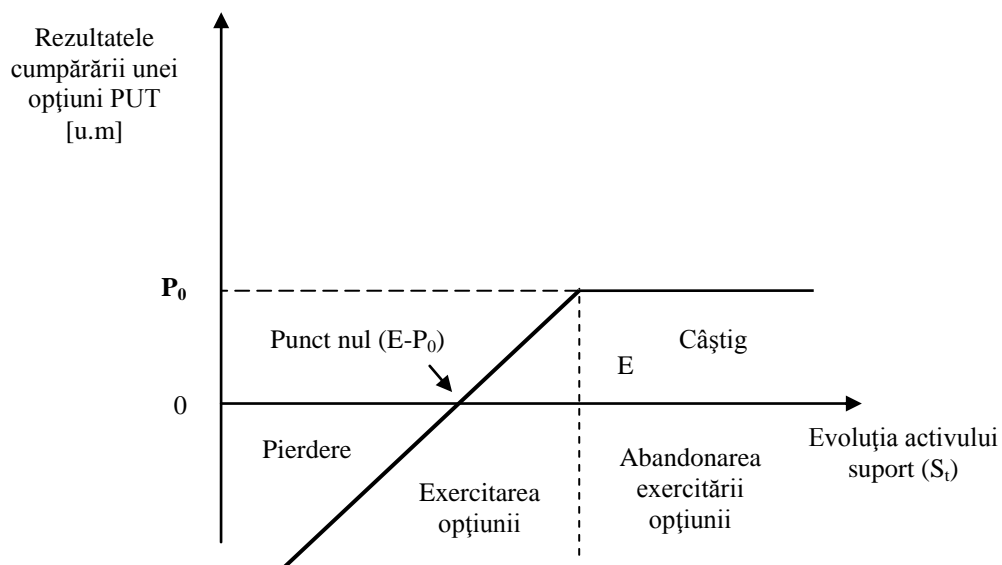 Rezultatele
cumpărării unei
opţiuni PUT
[u.m]
P₀
Punct nul (E-P₀)
Câştig
E
0
Pierdere
Evoluţia activului
suport (Sₜ)
Exercitarea
opţiunii
Abandonarea
exercitării
opţiunii